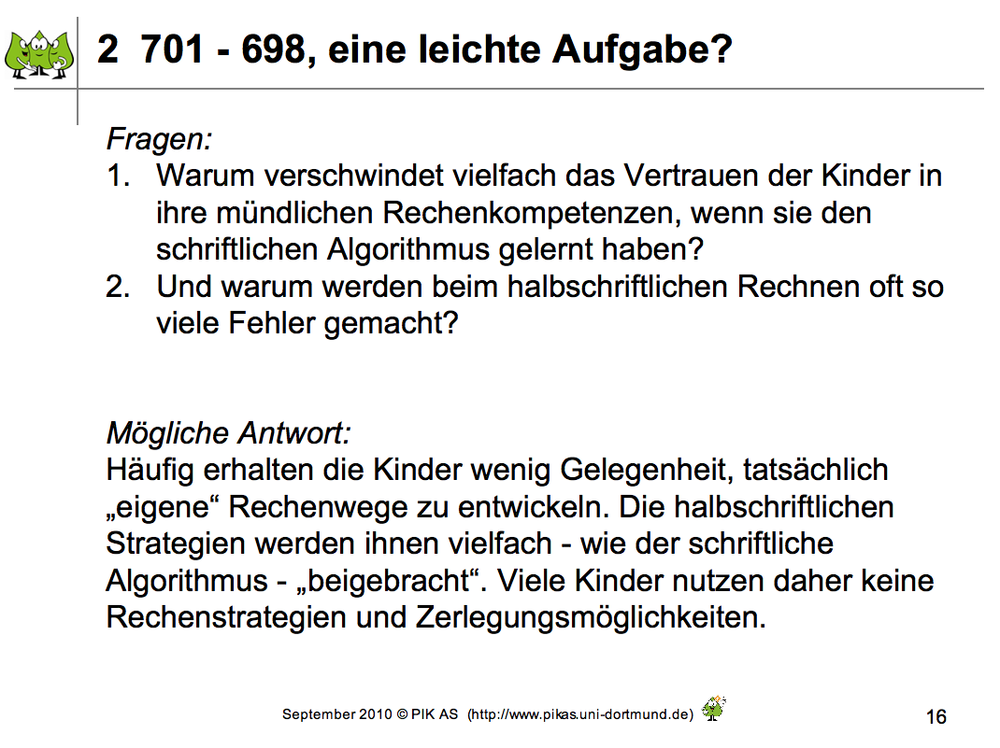 2 701 - 698, eine leichte Aufgabe?
Fragen:
1. Warum verschwindet vielfach das Vertrauen der Kinder in
ihre mündlichen Rechenkompetenzen, wenn sie den
schriftlichen Algorithmus gelernt haben?
2. Und warum werden beim halbschriftlichen Rechnen oft so
viele Fehler gemacht?
Mögliche Antwort:
Häufig erhalten die Kinder wenig Gelegenheit, tatsächlich
„eigene“ Rechenwege zu entwickeln. Die halbschriftlichen
Strategien werden ihnen vielfach - wie der schriftliche
Algorithmus - „beigebracht“. Viele Kinder nutzen daher keine
Rechenstrategien und Zerlegungsmöglichkeiten.
September 2010 © PIK AS (http://www.pikas.uni-dortmund.de)
16